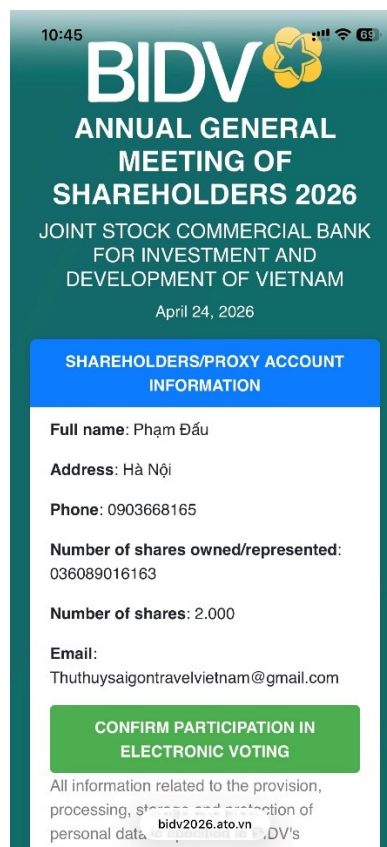 10:45
69
BIDV
ANNUAL GENERAL
MEETING OF
SHAREHOLDERS 2026
JOINT STOCK COMMERCIAL BANK
FOR INVESTMENT AND
DEVELOPMENT OF VIETNAM
April 24, 2026
SHAREHOLDERS/PROXY ACCOUNT
INFORMATION
Full name: Phạm Đấu
Address: Hà Nội
Phone: 0903668165
Number of shares owned/represented:
036089016163
Number of shares: 2.000
Email:
Thuthuysaigontravelvietnam@gmail.com
CONFIRM PARTICIPATION IN
ELECTRONIC VOTING
All information related to the provision,
processing, storage and protection of
personal data DV's
bidv2026.ato.vn